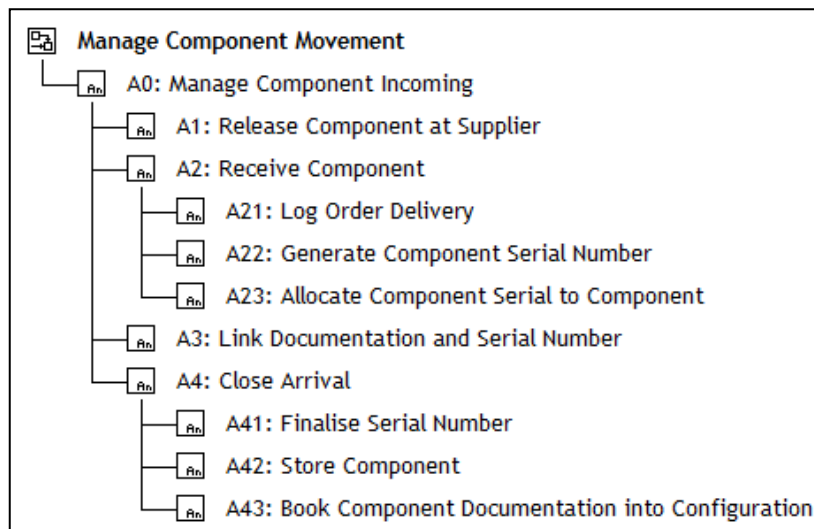 Manage Component Movement
A0: Manage Component Incoming
A1: Release Component at Supplier
A2: Receive Component
A21: Log Order Delivery
A22: Generate Component Serial Number
A23: Allocate Component Serial to Component
A3: Link Documentation and Serial Number
A4: Close Arrival
A41: Finalise Serial Number
A42: Store Component
A43: Book Component Documentation into Configuration